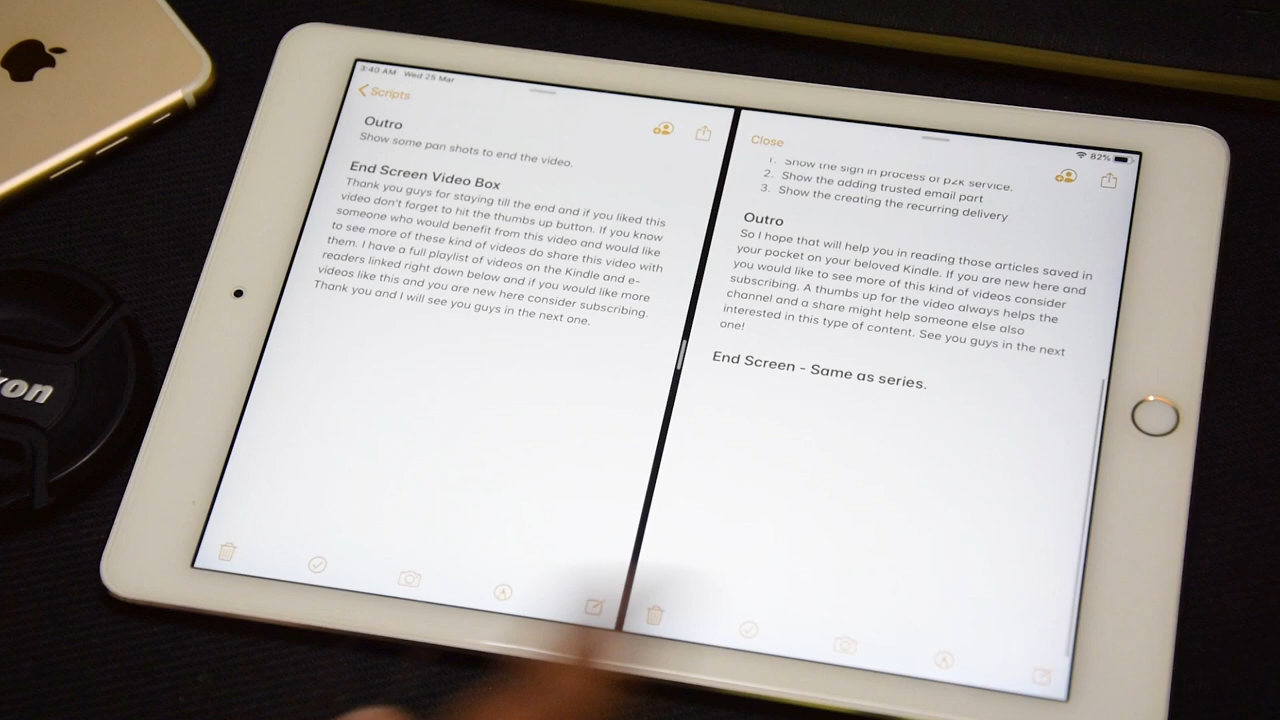 3:40 AM Wed 25 Mar
Scripts
Outro
Show some pan shots to end the video.
End Screen Video Box
Thank you guys for staying till the end and if you liked this
video don't forget to hit the thumbs up button. If you know
someone who would benefit from this video and would like
to see more of these kind of videos do share this video with
them. I have a full playlist of videos on the Kindle and e-
readers linked right down below and if you would like more
videos like this and you are new here consider subscribing.
Thank you and I will see you guys in the next one.
Close
82%
1. Show the sign in process of p2k service.
2. Show the adding trusted email part
3. Show the creating the recurring delivery
Outro
So I hope that will help you in reading those articles saved in
your pocket on your beloved Kindle. If you are new here and
you would like to see more of this kind of videos consider
subscribing. A thumbs up for the video always helps the
channel and a share might help someone else also
interested in this type of content. See you guys in the next
one!
End Screen - Same as series.
kon